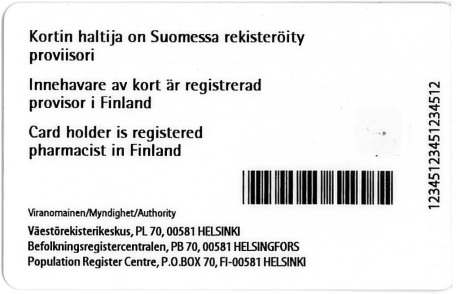 Kortin haltija on Suomessa rekisteröity
proviisori
Innehavare av kort är registrerad
provisor i Finland
Card holder is registered
pharmacist in Finland
12345123451234512
Viranomainen/Myndighet/Authority
Väestörekisterikeskus, PL 70, 00581 HELSINKI
Befolkningsregistercentralen, PB 70, 00581 HELSINGFORS
Population Register Centre, P.O.BOX 70, FI-00581 HELSINKI